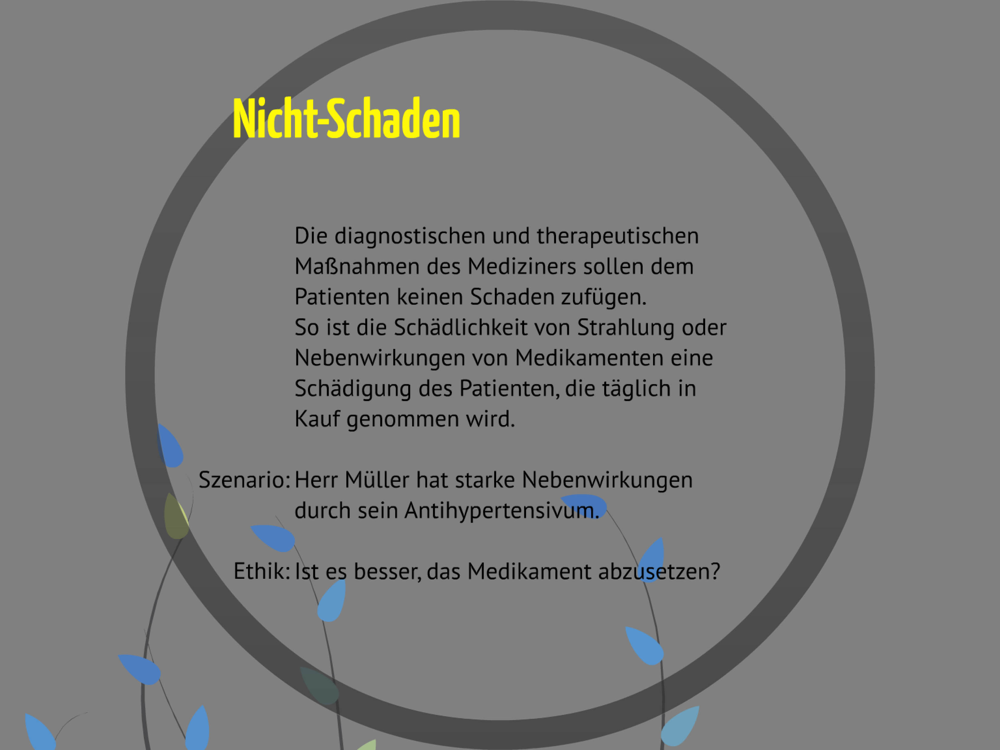 Nicht-Schaden
Die diagnostischen und therapeutischen
Maßnahmen des Mediziners sollen dem
Patienten keinen Schaden zufügen.
So ist die Schädlichkeit von Strahlung oder
Nebenwirkungen von Medikamenten eine
Schädigung des Patienten, die täglich in
Kauf genommen wird.
Szenario: Herr Müller hat starke Nebenwirkungen
durch sein Antihypertensivum.
Ethik: Ist es besser, das Medikament abzusetzen?